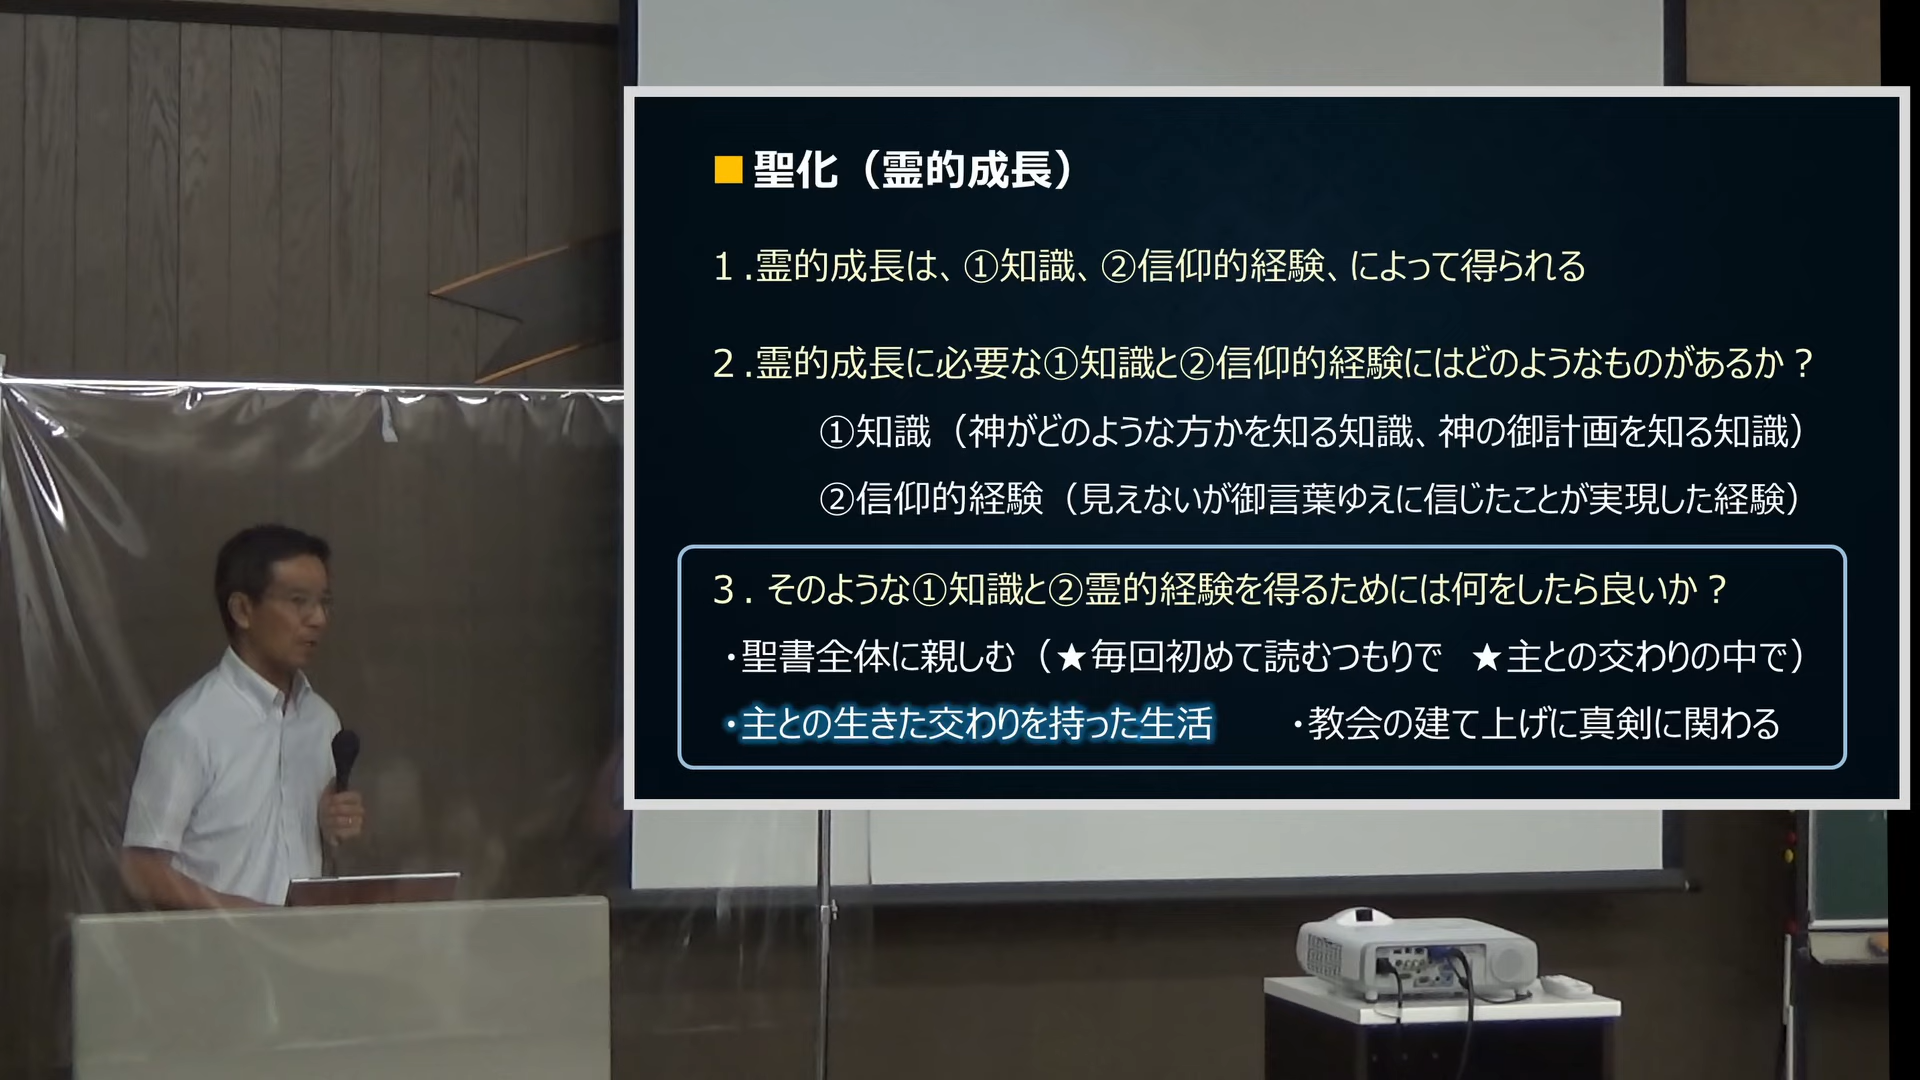 ■聖化（霊的成長）
１.霊的成長は、①知識、②信仰的経験、によって得られる
２.霊的成長に必要な①知識と②信仰的経験にはどのようなものがあるか？
①知識（神がどのような方かを知る知識、神の御計画を知る知識）
②信仰的経験（見えないが御言葉ゆえに信じたことが実現した経験）
３. そのような①知識と②霊的経験を得るためには何をしたら良いか？
・聖書全体に親しむ（★毎回初めて読むつもりで　★主との交わりの中で）
・主との生きた交わりを持った生活　　・教会の建て上げに真剣に関わる